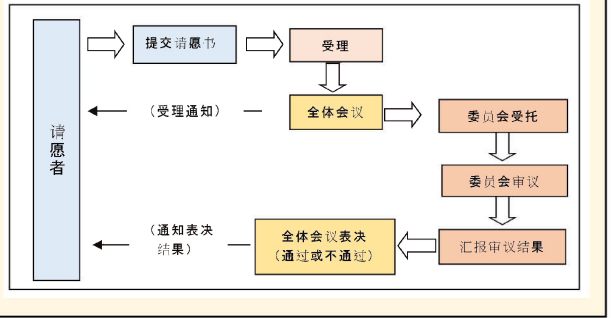 请愿者
提交请愿书
受理
（受理通知）
全体会议
委员会受托
委员会审议
汇报审议结果
全体会议表决
（通过或不通过）
（通知表决
结果）